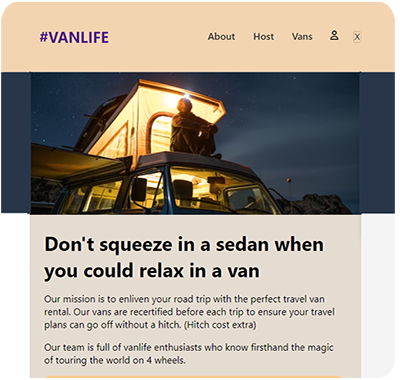 #VANLIFE About Host Vans X
Don't squeeze in a sedan when
you could relax in a van
Our mission is to enliven your road trip with the perfect travel van
rental. Our vans are recertified before each trip to ensure your travel
plans can go off without a hitch. (Hitch cost extra)
Our team is full of vanlife enthusiasts who know firsthand the magic
of touring the world on 4 wheels.